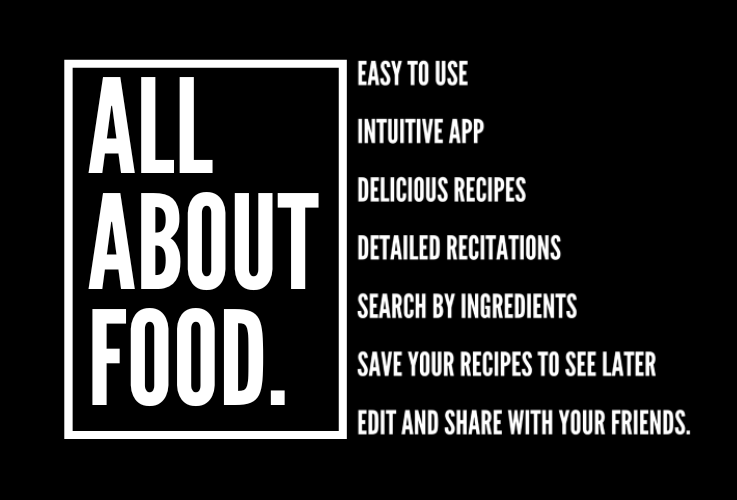 ALL
ABOUT
FOOD.
EASY TO USE
INTUITIVE APP
DELICIOUS RECIPES
DETAILED RECITATIONS
SEARCH BY INGREDIENTS
SAVE YOUR RECIPES TO SEE LATER
EDIT AND SHARE WITH YOUR FRIENDS.